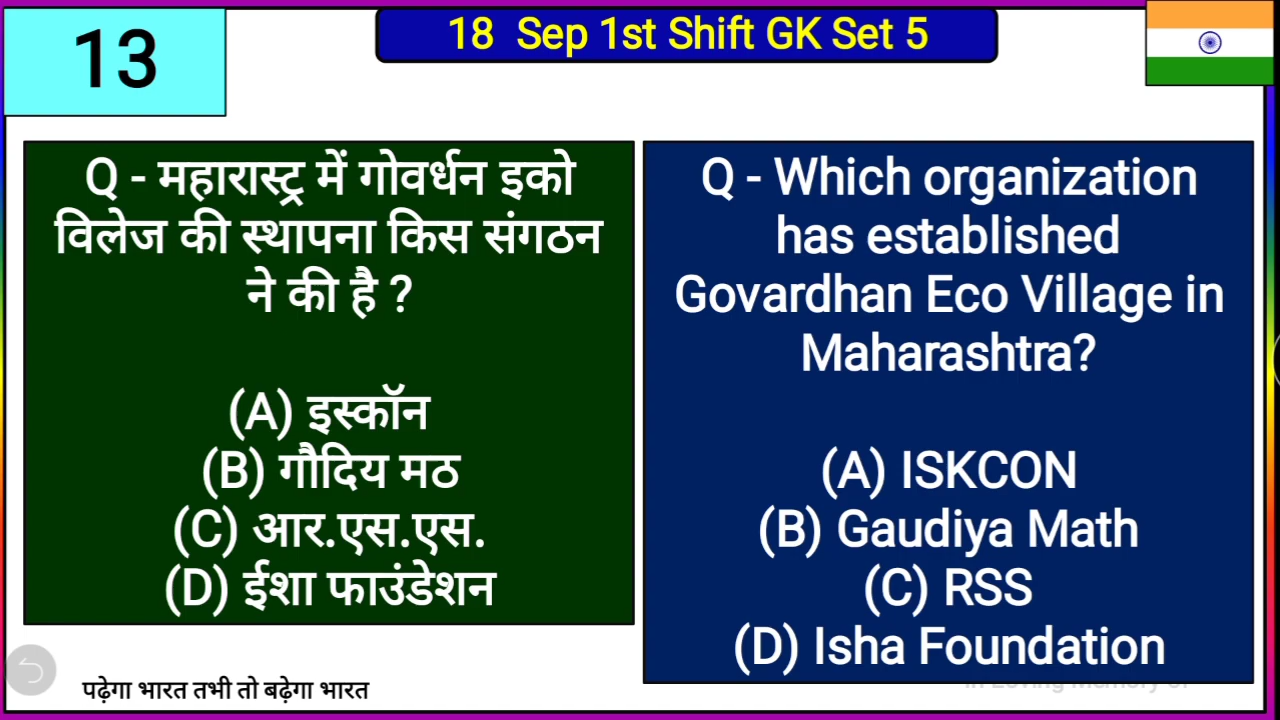 13
18 Sep 1st Shift GK Set 5
Q - महारास्ट्र में गोवर्धन इको
विलेज की स्थापना किस संगठन
ने की है ?
(A) इस्कॉन
(B) गौदिय मठ
(C) आर.एस.एस.
(D) ईशा फाउंडेशन
Q - Which organization
has established
Govardhan Eco Village in
Maharashtra?
(A) ISKCON
(B) Gaudiya Math
(C) RSS
(D) Isha Foundation
पढ़ेगा भारत तभी तो बढ़ेगा भारत